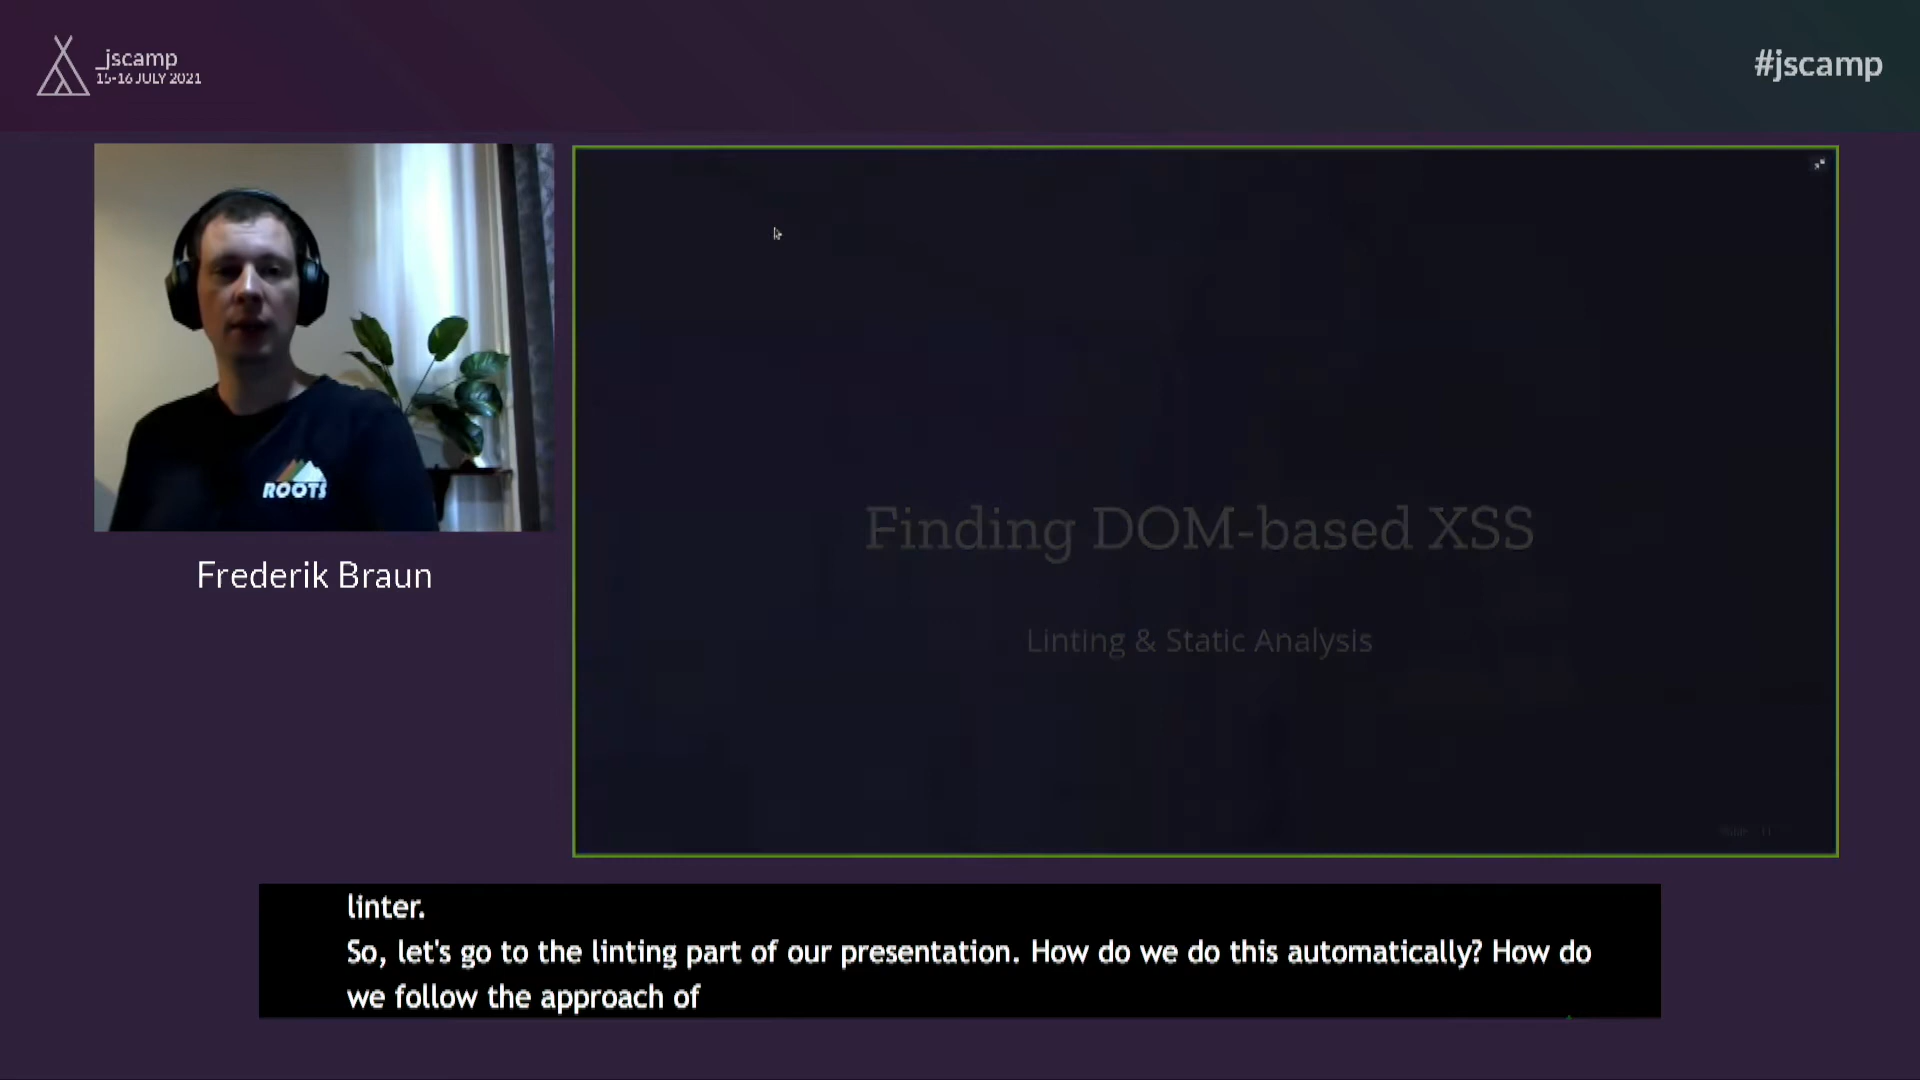 _jscamp
15-16 JULY 2021
#jscamp
ROOTS
Frederik Braun
Finding DOM-based XSS
Linting & Static Analysis
linter.
So, let's go to the linting part of our presentation. How do we do this automatically? How do
we follow the approach of